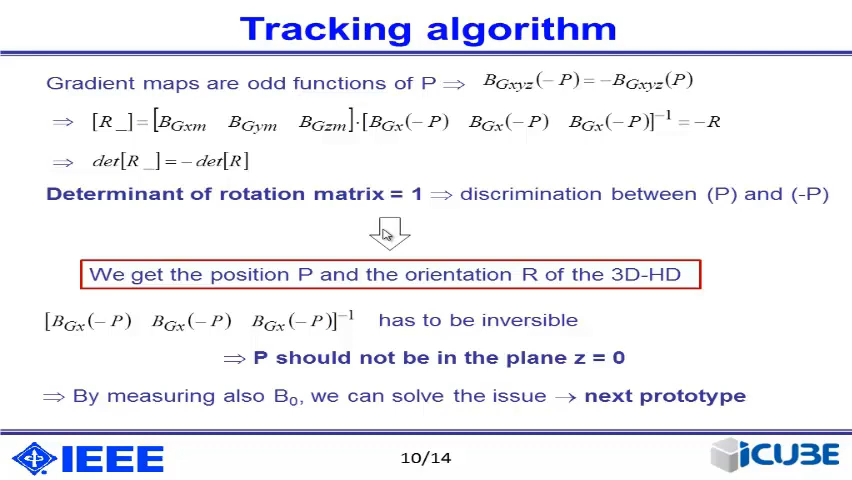 Tracking algorithm
Gradient maps are odd functions of P ⇒ B_Gxyz(− P) = −B_Gxyz(P)
⇒ [R _] = [B_Gxm B_Gym B_Gzm]·[B_Gx(− P) B_Gx(− P) B_Gx(− P)]^−1 = −R
⇒ det[R _] = − det[R]
Determinant of rotation matrix = 1 ⇒ discrimination between (P) and (-P)
We get the position P and the orientation R of the 3D-HD
[B_Gx(− P) B_Gx(− P) B_Gx(− P)]^−1 has to be inversible
⇒ P should not be in the plane z = 0
⇒ By measuring also B₀, we can solve the issue → next prototype
IEEE
10/14
iCUBE